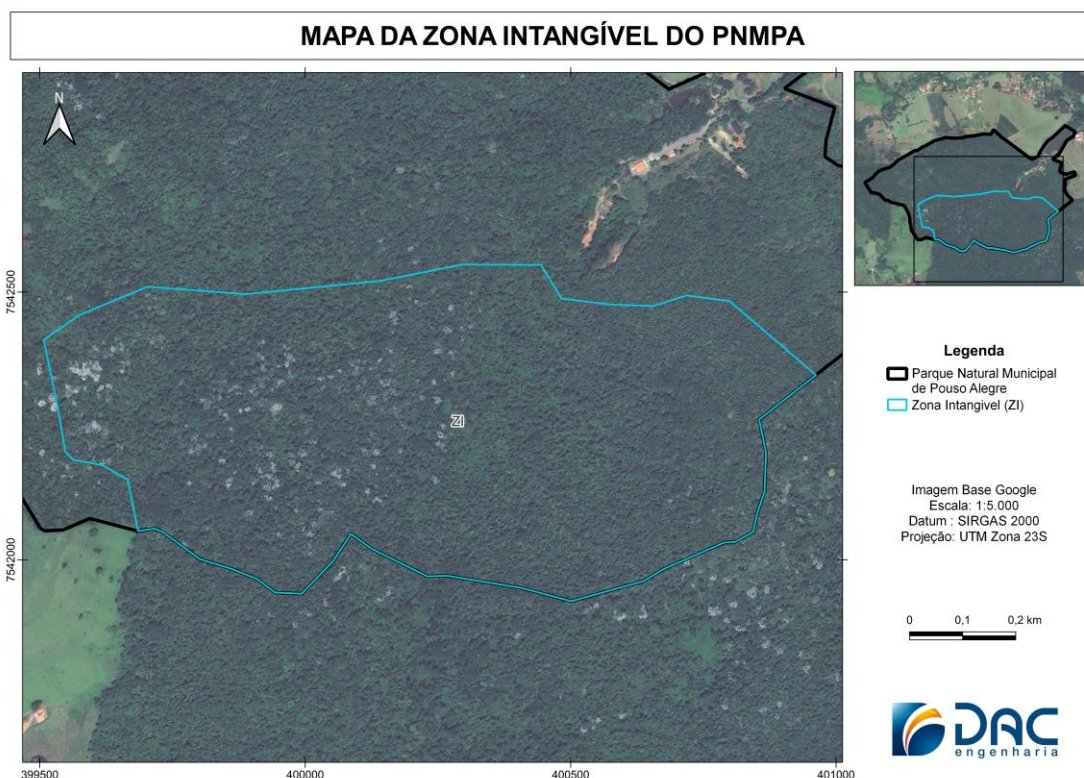 MAPA DA ZONA INTANGÍVEL DO PNMPA
N
7542500
7542000
ZI
399500
400000
400500
401000
Legenda
Parque Natural Municipal
de Pouso Alegre
Zona Intangivel (ZI)
Imagem Base Google
Escala: 1:5.000
Datum : SIRGAS 2000
Projeção: UTM Zona 23S
0 0,1 0,2 km
DAC
engenharia